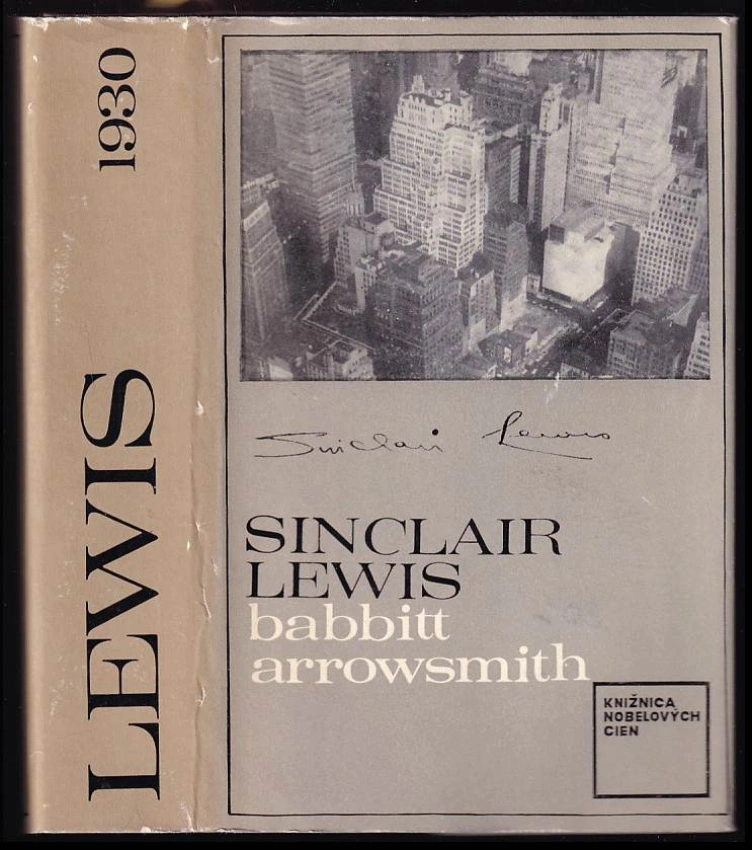 LEWIS 1930
Sinclair Lewis
SINCLAIR
LEWIS
babbitt
arrowsmith
KNIŽNICA
NOBELOVÝCH
CIEN